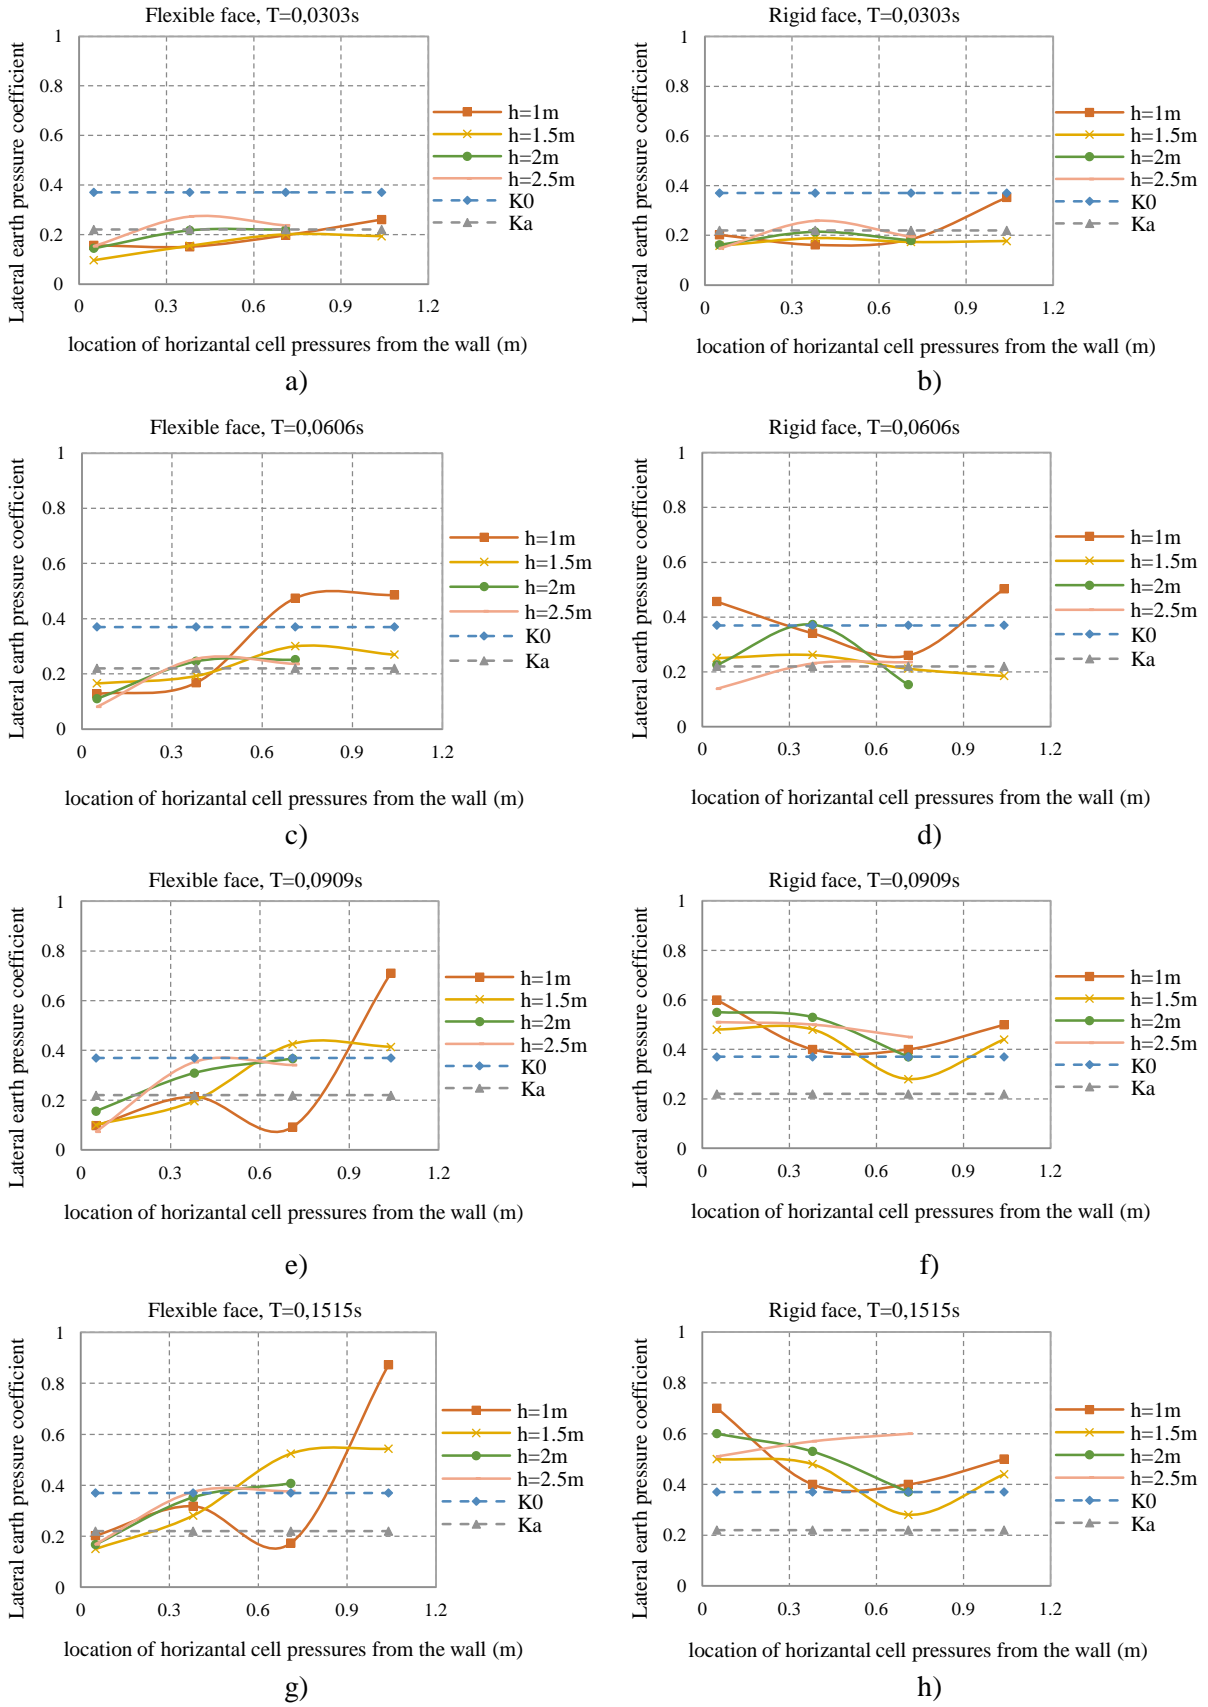 Flexible face, T=0,0303s
Lateral earth pressure coefficient
1
0.8
0.6
0.4
0.2
0
0
0.3
0.6
0.9
1.2
h=1m
h=1.5m
h=2m
h=2.5m
K0
Ka
location of horizantal cell pressures from the wall (m)
a)
Rigid face, T=0,0303s
Lateral earth pressure coefficient
1
0.8
0.6
0.4
0.2
0
0
0.3
0.6
0.9
1.2
h=1m
h=1.5m
h=2m
h=2.5m
K0
Ka
location of horizantal cell pressures from the wall (m)
b)
Flexible face, T=0,0606s
Lateral earth pressure coefficient
1
0.8
0.6
0.4
0.2
0
0
0.3
0.6
0.9
1.2
h=1m
h=1.5m
h=2m
h=2.5m
K0
Ka
location of horizantal cell pressures from the wall (m)
c)
Rigid face, T=0,0606s
Lateral earth pressure coefficient
1
0.8
0.6
0.4
0.2
0
0
0.3
0.6
0.9
1.2
h=1m
h=1.5m
h=2m
h=2.5m
K0
Ka
location of horizantal cell pressures from the wall (m)
d)
Flexible face, T=0,0909s
Lateral earth pressure coefficient
1
0.8
0.6
0.4
0.2
0
0
0.3
0.6
0.9
1.2
h=1m
h=1.5m
h=2m
h=2.5m
K0
Ka
location of horizantal cell pressures from the wall (m)
e)
Rigid face, T=0,0909s
Lateral earth pressure coefficient
1
0.8
0.6
0.4
0.2
0
0
0.3
0.6
0.9
1.2
h=1m
h=1.5m
h=2m
h=2.5m
K0
Ka
location of horizantal cell pressures from the wall (m)
f)
Flexible face, T=0,1515s
Lateral earth pressure coefficient
1
0.8
0.6
0.4
0.2
0
0
0.3
0.6
0.9
1.2
h=1m
h=1.5m
h=2m
h=2.5m
K0
Ka
location of horizantal cell pressures from the wall (m)
g)
Rigid face, T=0,1515s
Lateral earth pressure coefficient
1
0.8
0.6
0.4
0.2
0
0
0.3
0.6
0.9
1.2
h=1m
h=1.5m
h=2m
h=2.5m
K0
Ka
location of horizantal cell pressures from the wall (m)
h)